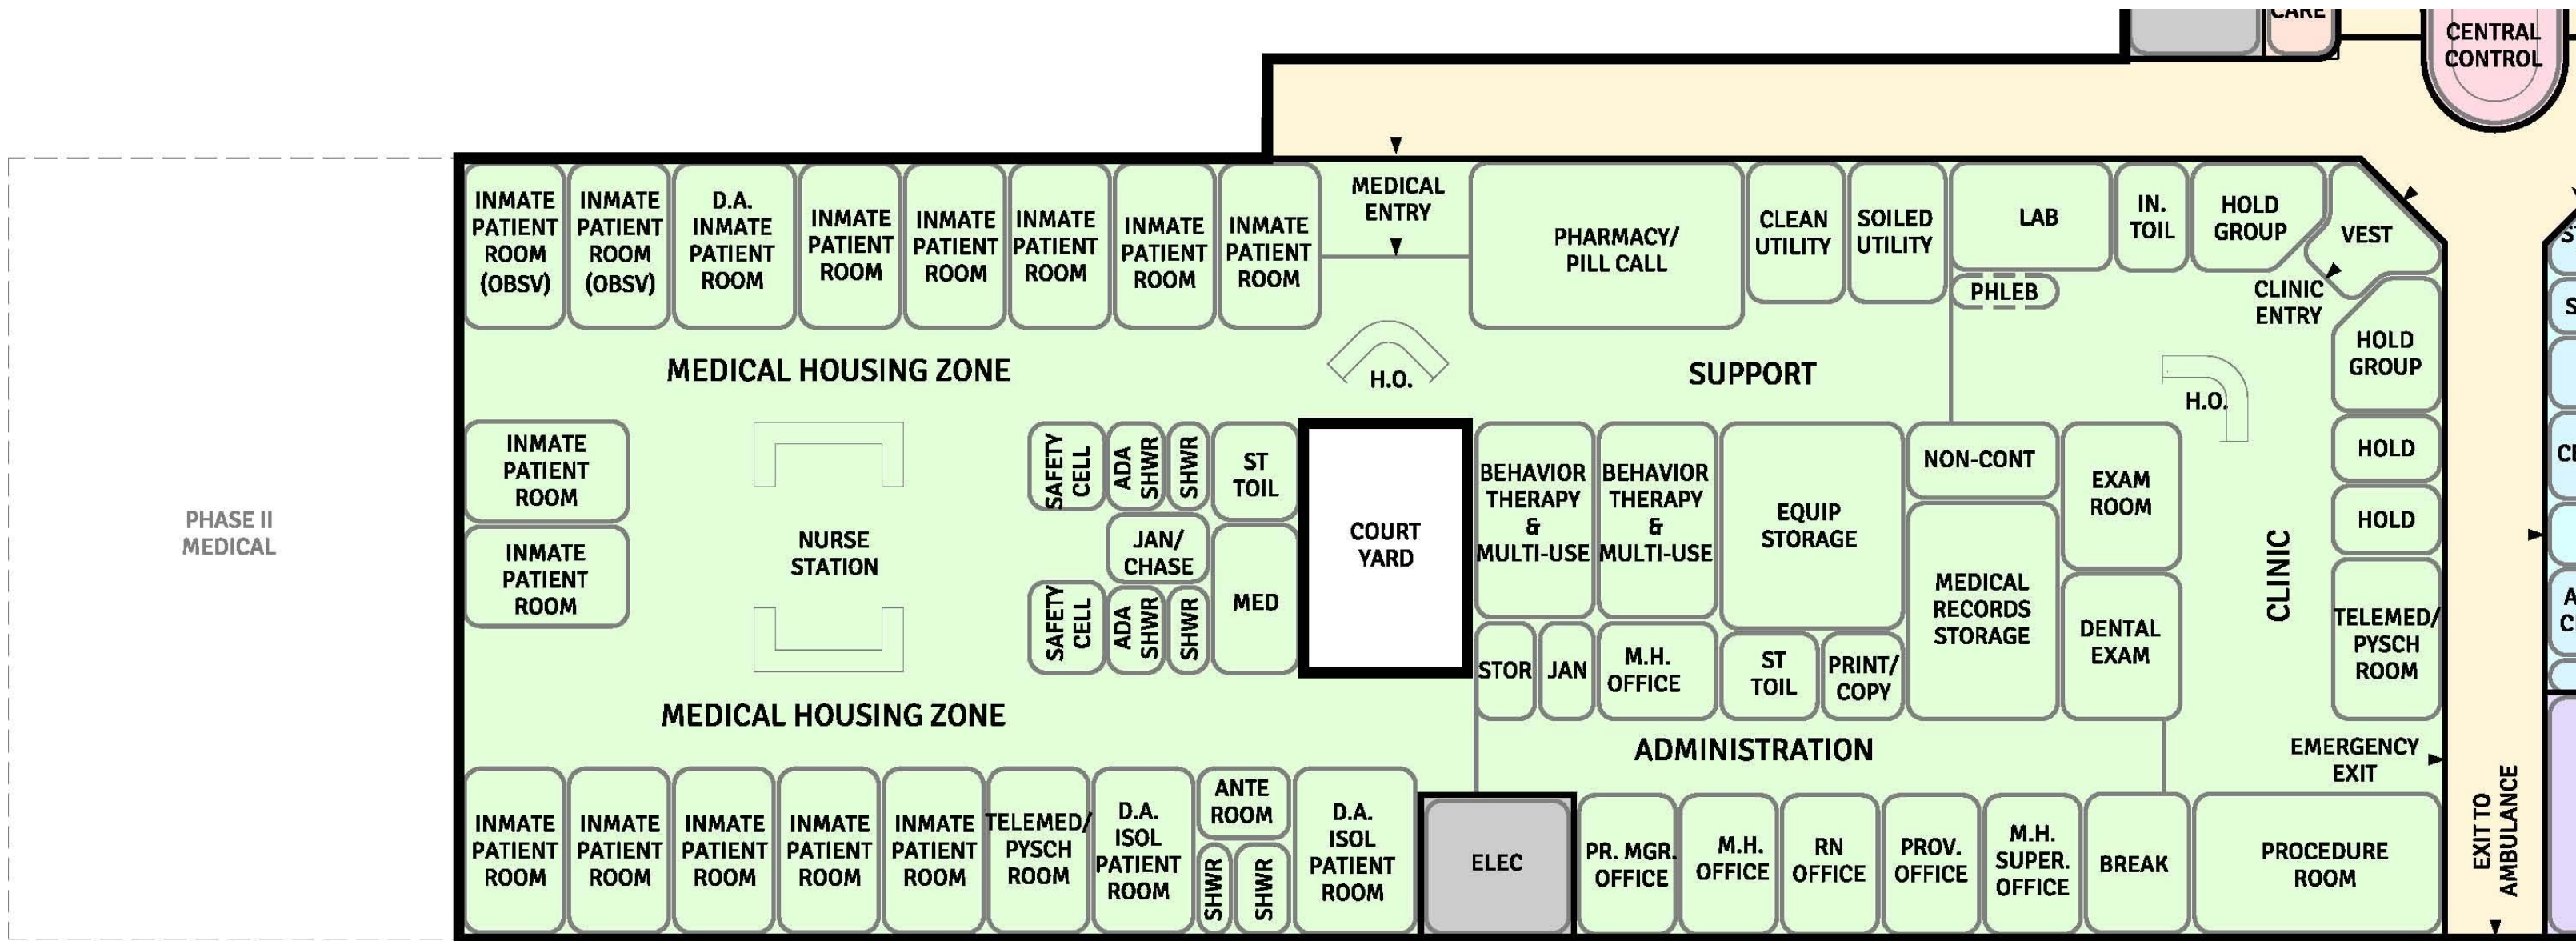 CARE
CENTRAL
CONTROL
INMATE
PATIENT
ROOM
(OBSV)
INMATE
PATIENT
ROOM
(OBSV)
D.A.
INMATE
PATIENT
ROOM
INMATE
PATIENT
ROOM
INMATE
PATIENT
ROOM
INMATE
PATIENT
ROOM
INMATE
PATIENT
ROOM
INMATE
PATIENT
ROOM
MEDICAL
ENTRY
PHARMACY/
PILL CALL
CLEAN
UTILITY
SOILED
UTILITY
LAB
IN.
TOIL
HOLD
GROUP
VEST
PHLEB
CLINIC
ENTRY
HOLD
GROUP
MEDICAL HOUSING ZONE
H.O.
SUPPORT
H.O.
INMATE
PATIENT
ROOM
SAFETY
CELL
ADA
SHWR
SHWR
ST
TOIL
COURT
YARD
BEHAVIOR
THERAPY
&
MULTI-USE
BEHAVIOR
THERAPY
&
MULTI-USE
EQUIP
STORAGE
NON-CONT
EXAM
ROOM
HOLD
HOLD
PHASE II
MEDICAL
INMATE
PATIENT
ROOM
NURSE
STATION
JAN/
CHASE
SAFETY
CELL
ADA
SHWR
SHWR
MED
MEDICAL
RECORDS
STORAGE
DENTAL
EXAM
CLINIC
TELEMED/
PYSCH
ROOM
STOR
JAN
M.H.
OFFICE
ST
TOIL
PRINT/
COPY
MEDICAL HOUSING ZONE
ADMINISTRATION
EMERGENCY
EXIT
INMATE
PATIENT
ROOM
INMATE
PATIENT
ROOM
INMATE
PATIENT
ROOM
INMATE
PATIENT
ROOM
INMATE
PATIENT
ROOM
TELEMED/
PYSCH
ROOM
D.A.
ISOL
PATIENT
ROOM
ANTE
ROOM
SHWR
SHWR
D.A.
ISOL
PATIENT
ROOM
ELEC
PR. MGR.
OFFICE
M.H.
OFFICE
RN
OFFICE
PROV.
OFFICE
M.H.
SUPER.
OFFICE
BREAK
PROCEDURE
ROOM
EXIT TO
AMBULANCE